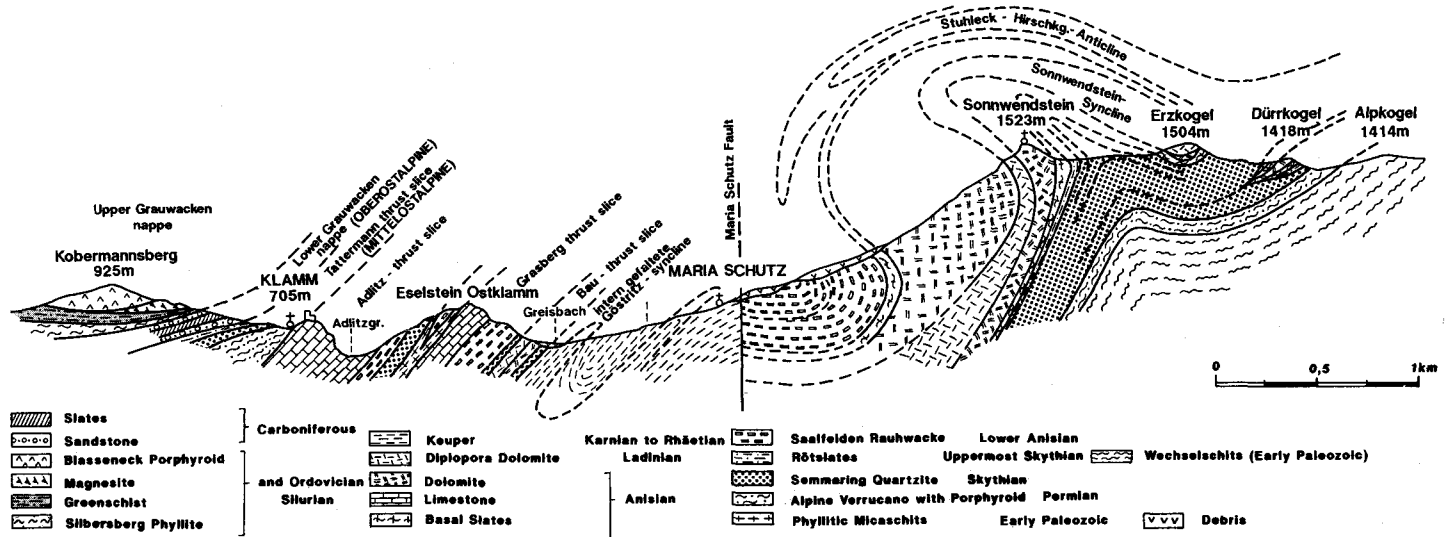 Stuhleck - Hirschkg.- Anticline
Sonnwendstein-
Syncline
Sonnwendstein
1523m
Erzkogel
1504m
Dürrkogel
1418m
Alpkogel
1414m
Maria Schutz Fault
Upper Grauwacken
nappe
Kobermannsberg
925m
Lower Grauwacken
nappe (OBEROSTALPINE)
Tattermann thrust slice
(MITTELOSTALPINE)
KLAMM
705m
Adlitz - thrust slice
Adlitzgr.
Eselstein Ostklamm
Grasberg thrust slice
Greisbach
Bau - thrust slice
Intern gefaltete
Göstritz - syncline
MARIA SCHUTZ
0 0,5 1km
Slates
Sandstone
Carboniferous
Blasseneck Porphyroid
Magnesite
Greenschist
Silbersberg Phyllite
and Ordovician
Silurian
Keuper Karnian to Rhäetian
Diplopora Dolomite Ladinian
Dolomite
Limestone
Basal Slates
Anisian
Saalfelden Rauhwacke Lower Anisian
Rötslates Uppermost Skythian
Semmaring Quartzite Skythian
Alpine Verrucano with Porphyroid Permian
Phyllitic Micaschits Early Paleozoic
Wechselschits (Early Paleozoic)
Debris